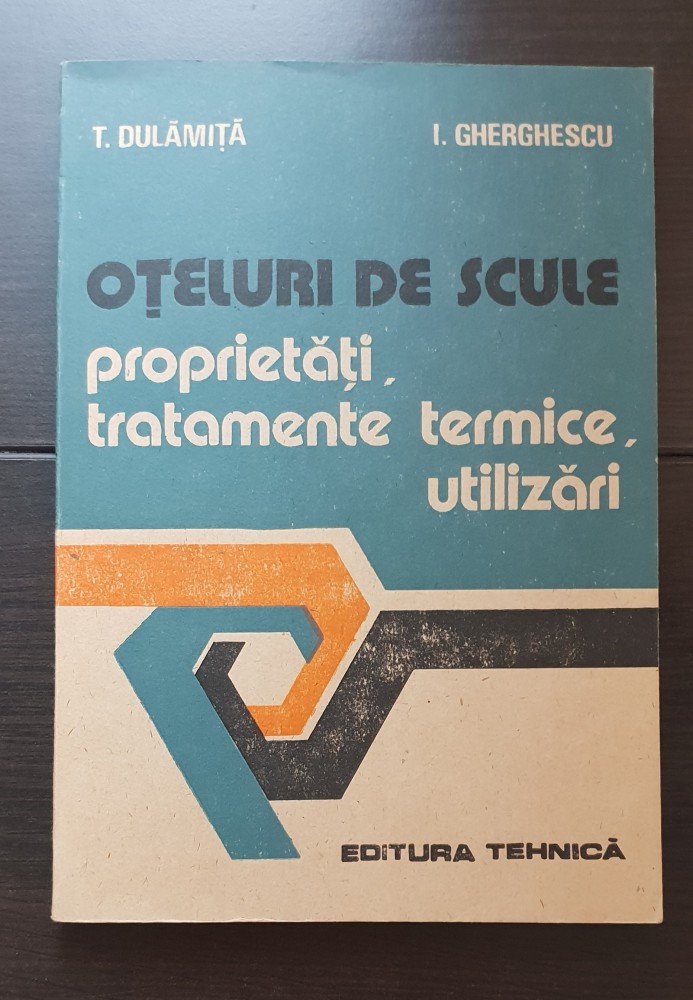 T. DULĂMIȚĂ I. GHERGHESCU
OȚELURI DE SCULE
proprietăți,
tratamente termice,
utilizări
EDITURA TEHNICĂ